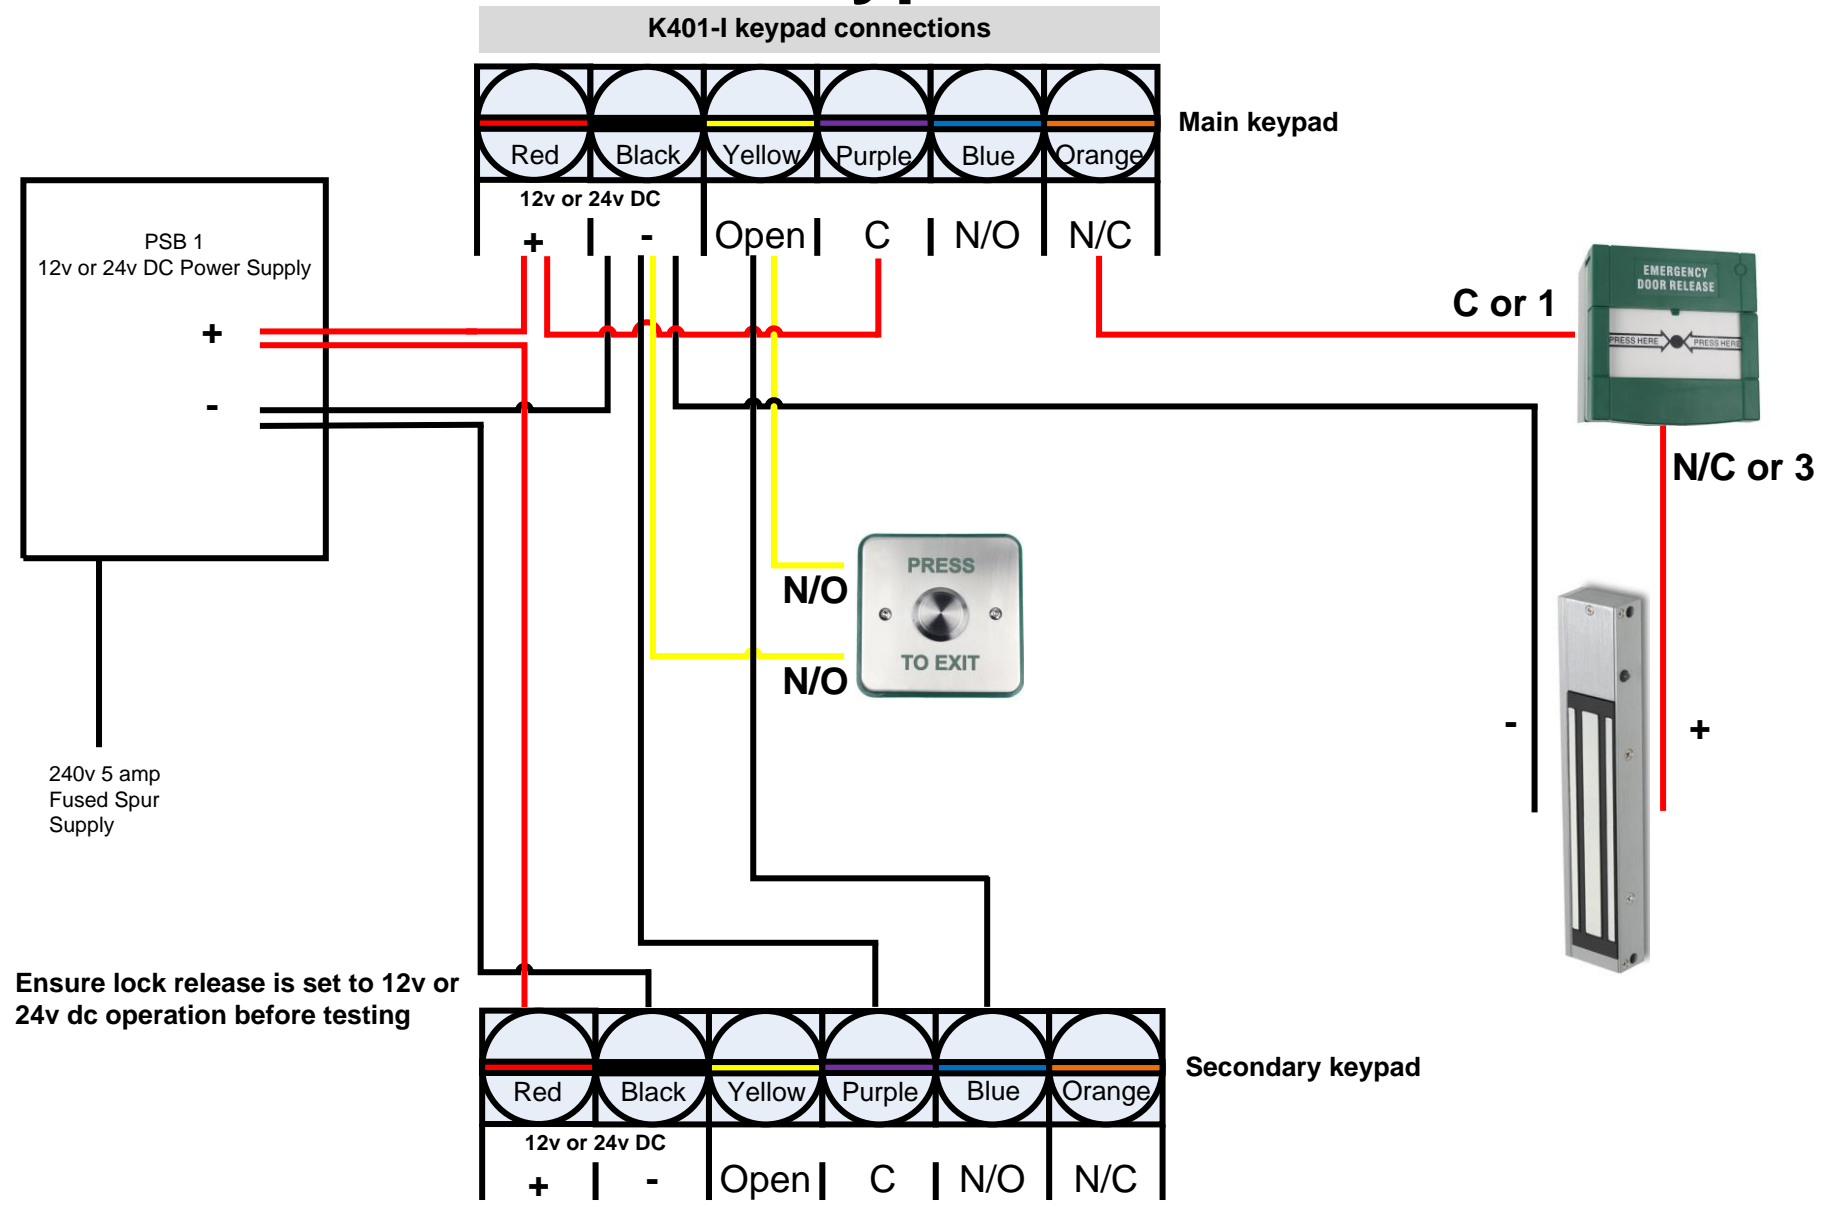 K401-I keypad connections
Main keypad
Red Black Yellow Purple Blue Orange
12v or 24v DC
+ - Open C N/O N/C
PSB 1
12v or 24v DC Power Supply
+
-
EMERGENCY
DOOR RELEASE
PRESS HERE PRESS HERE
C or 1
N/C or 3
PRESS
TO EXIT
N/O
N/O
-
+
240v 5 amp
Fused Spur
Supply
Ensure lock release is set to 12v or
24v dc operation before testing
Secondary keypad
Red Black Yellow Purple Blue Orange
12v or 24v DC
+ - Open C N/O N/C